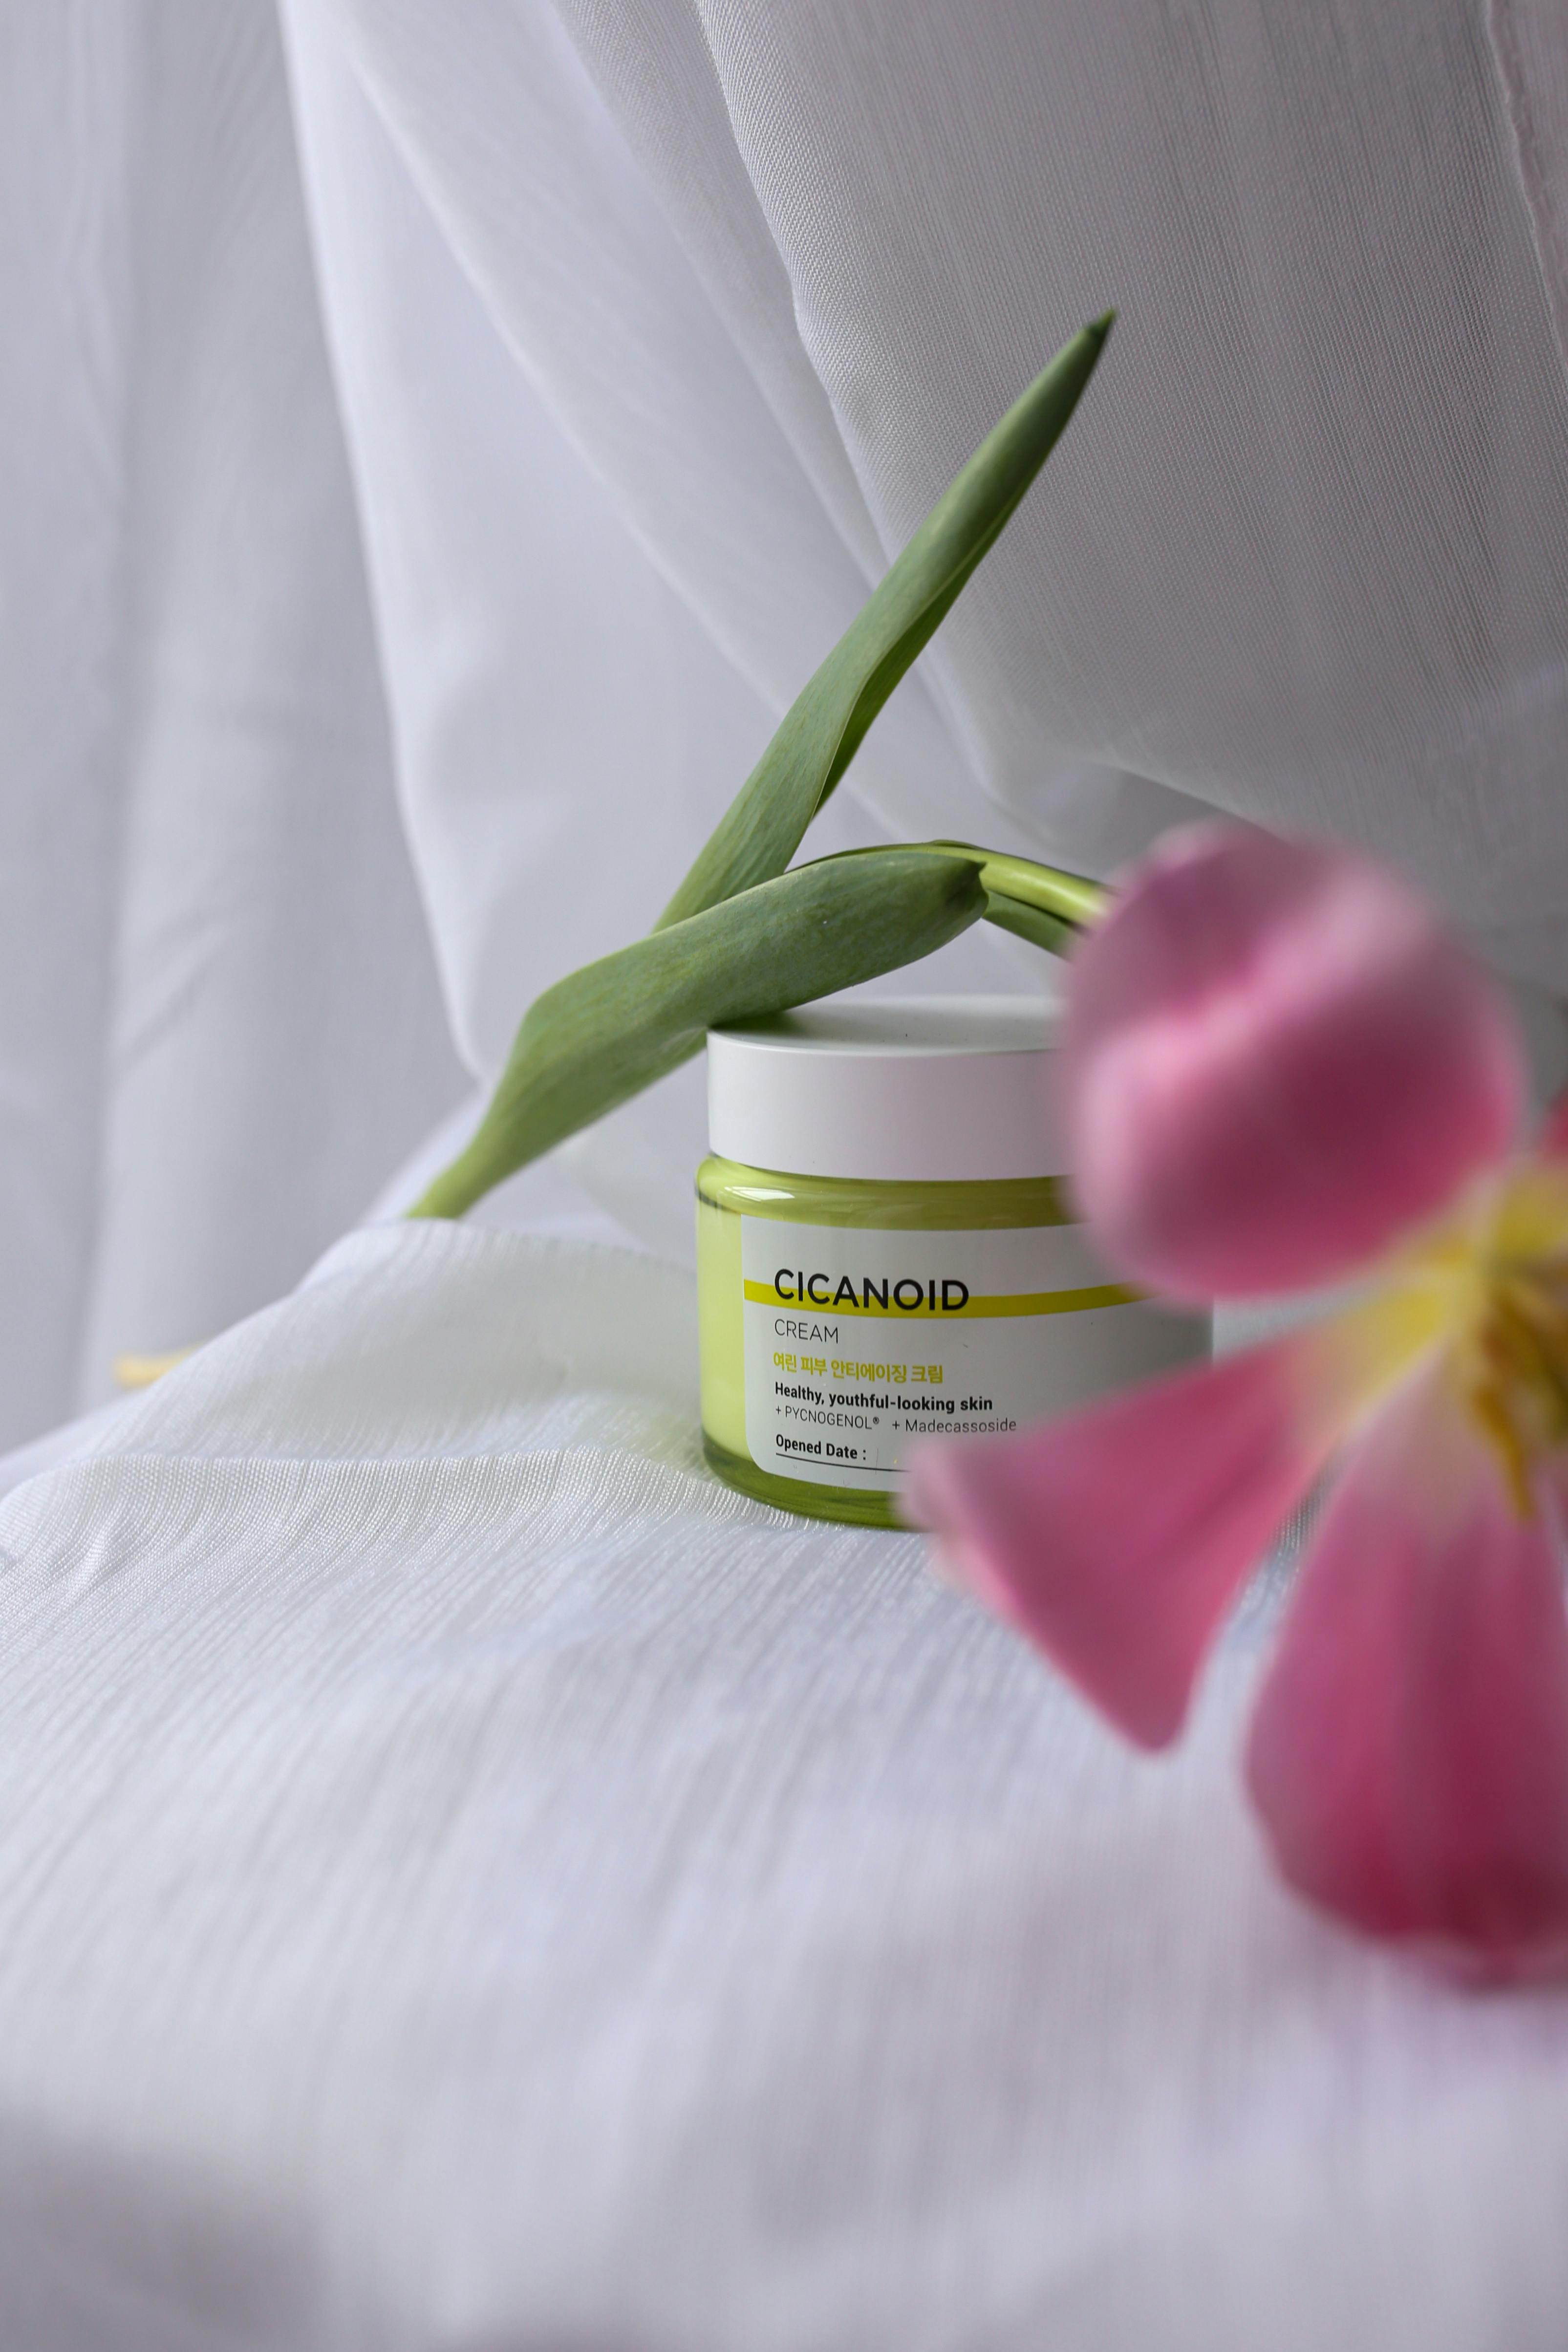 CICANOID
CREAM
여린 피부 안티에이징 크림
Healthy, youthful-looking skin
+ PYCNOGENOL® + Madecassoside
Opened Date :